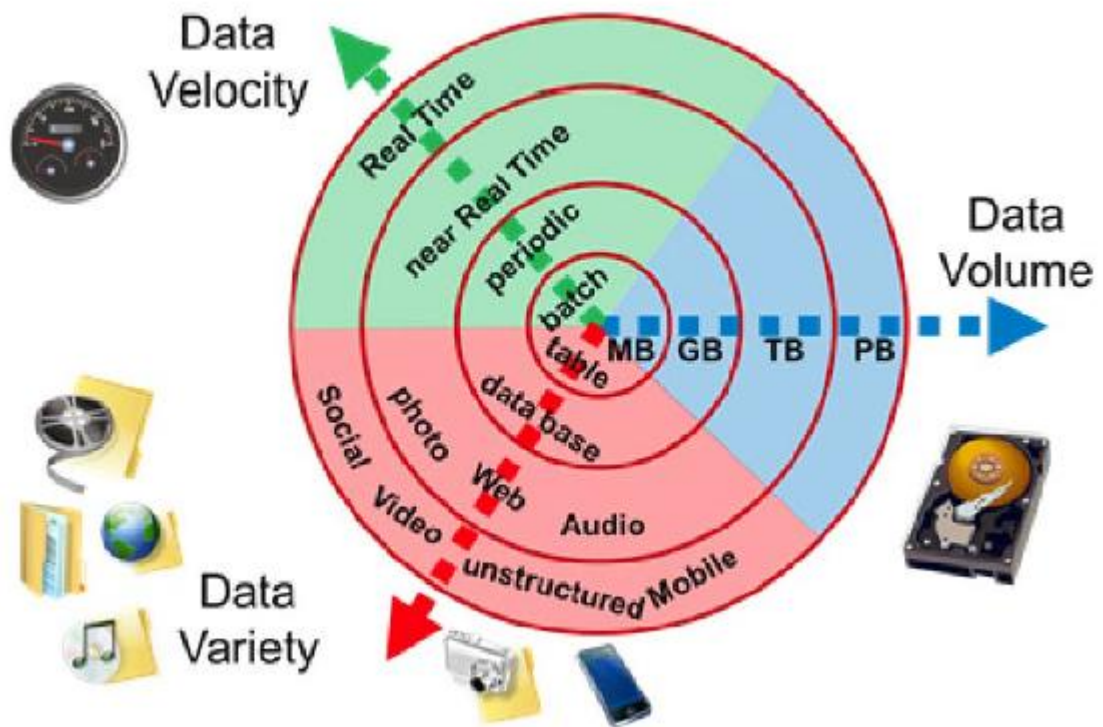 Data
Velocity
Real Time
near Real Time
periodic
batch
Data
Volume
MB GB TB PB
table
data base
photo Web Audio
Social Video unstructured/Mobile
Data
Variety